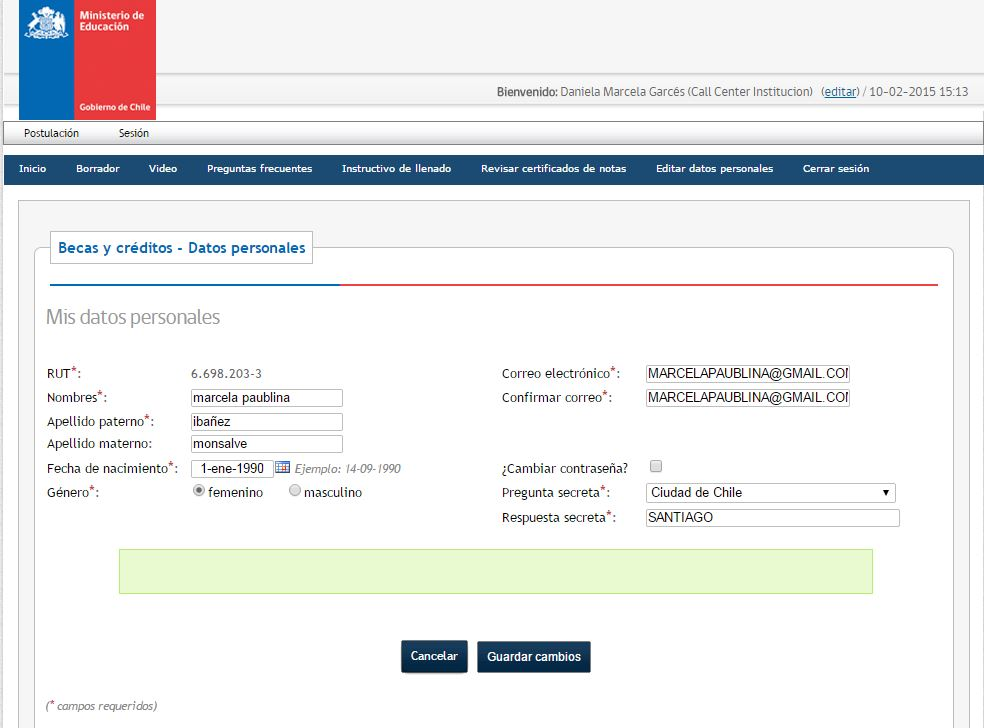 Ministerio de
Educación
Gobierno de Chile
Bienvenido: Daniela Marcela Garcés (Call Center Institucion) (editar) / 10-02-2015 15:13
Postulación Sesión
Inicio Borrador Video Preguntas frecuentes Instructivo de llenado Revisar certificados de notas Editar datos personales Cerrar sesión
Becas y créditos - Datos personales
Mis datos personales
RUT*: 6.698.203-3
Nombres*: marcela paublina
Apellido paterno*: ibañez
Apellido materno: monsalve
Fecha de nacimiento*: 1-ene-1990 Ejemplo: 14-09-1990
Género*: femenino masculino
Correo electrónico*: MARCELAPAUBLINA@GMAIL.COM
Confirmar correo*: MARCELAPAUBLINA@GMAIL.COM
¿Cambiar contraseña?
Pregunta secreta*: Ciudad de Chile
Respuesta secreta*: SANTIAGO
Cancelar Guardar cambios
(* campos requeridos)